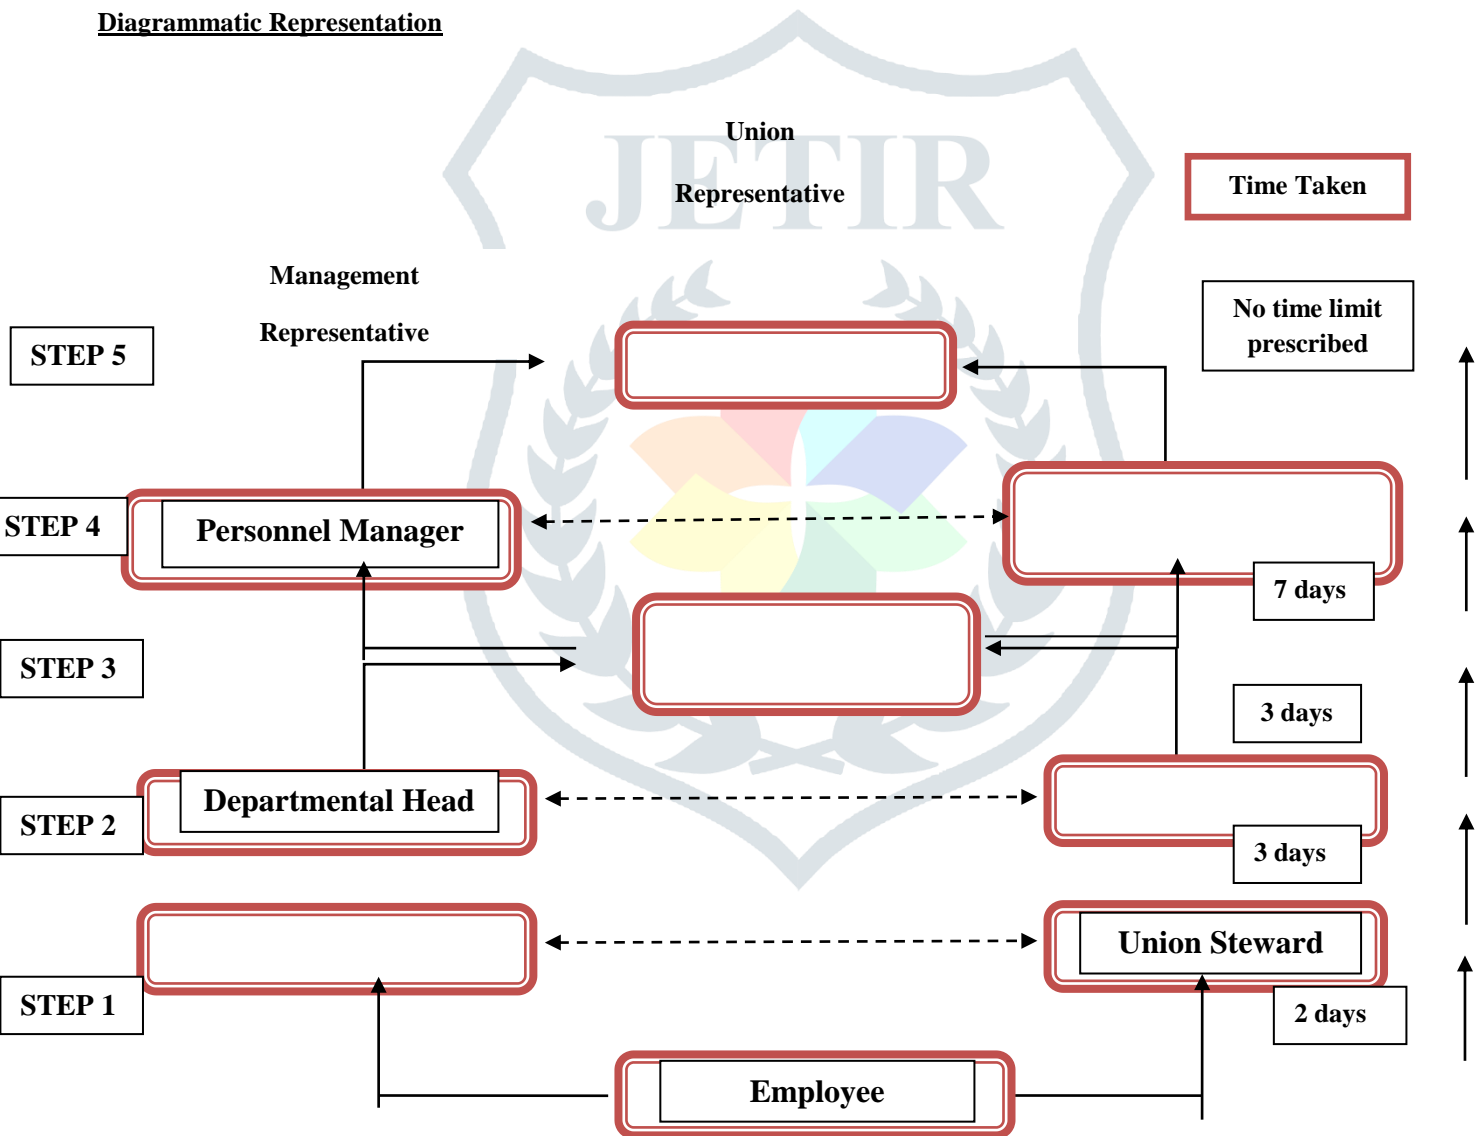 Diagrammatic Representation
JETIR
Union
Representative
Time Taken
Management
Representative
No time limit
prescribed
STEP 5
STEP 4
Personnel Manager
7 days
STEP 3
3 days
Departmental Head
STEP 2
3 days
Union Steward
STEP 1
2 days
Employee